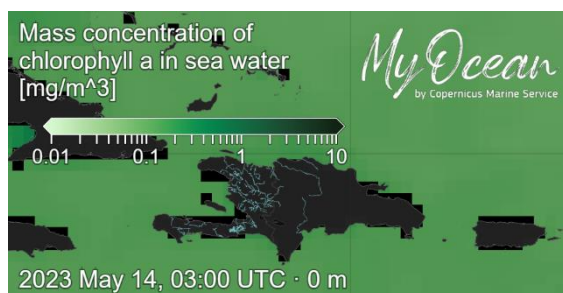 Mass concentration of
chlorophyll a in sea water
[mg/m^3]
MyOcean
by Copernicus Marine Service
0.01 0.1 1 10
2023 May 14, 03:00 UTC · 0 m